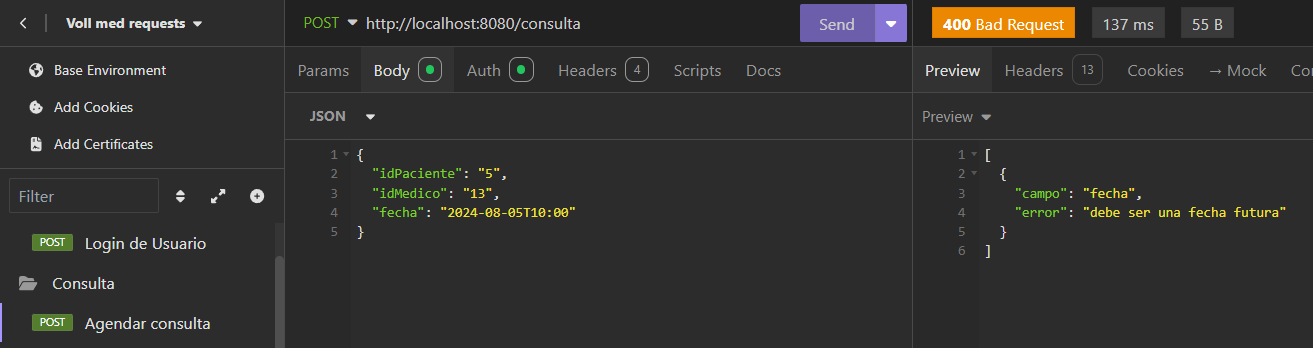 Voll med requests
Base Environment
Add Cookies
Add Certificates
Filter
POST Login de Usuario
Consulta
POST Agendar consulta
POST http://localhost:8080/consulta
Send
Params Body Auth Headers 4 Scripts Docs
JSON
1 {
2 "idPaciente": "5",
3 "idMedico": "13",
4 "fecha": "2024-08-05T10:00"
5 }
400 Bad Request 137 ms 55 B
Preview Headers 13 Cookies → Mock Co
Preview
1 [
2 {
3 "campo": "fecha",
4 "error": "debe ser una fecha futura"
5 }
6 ]